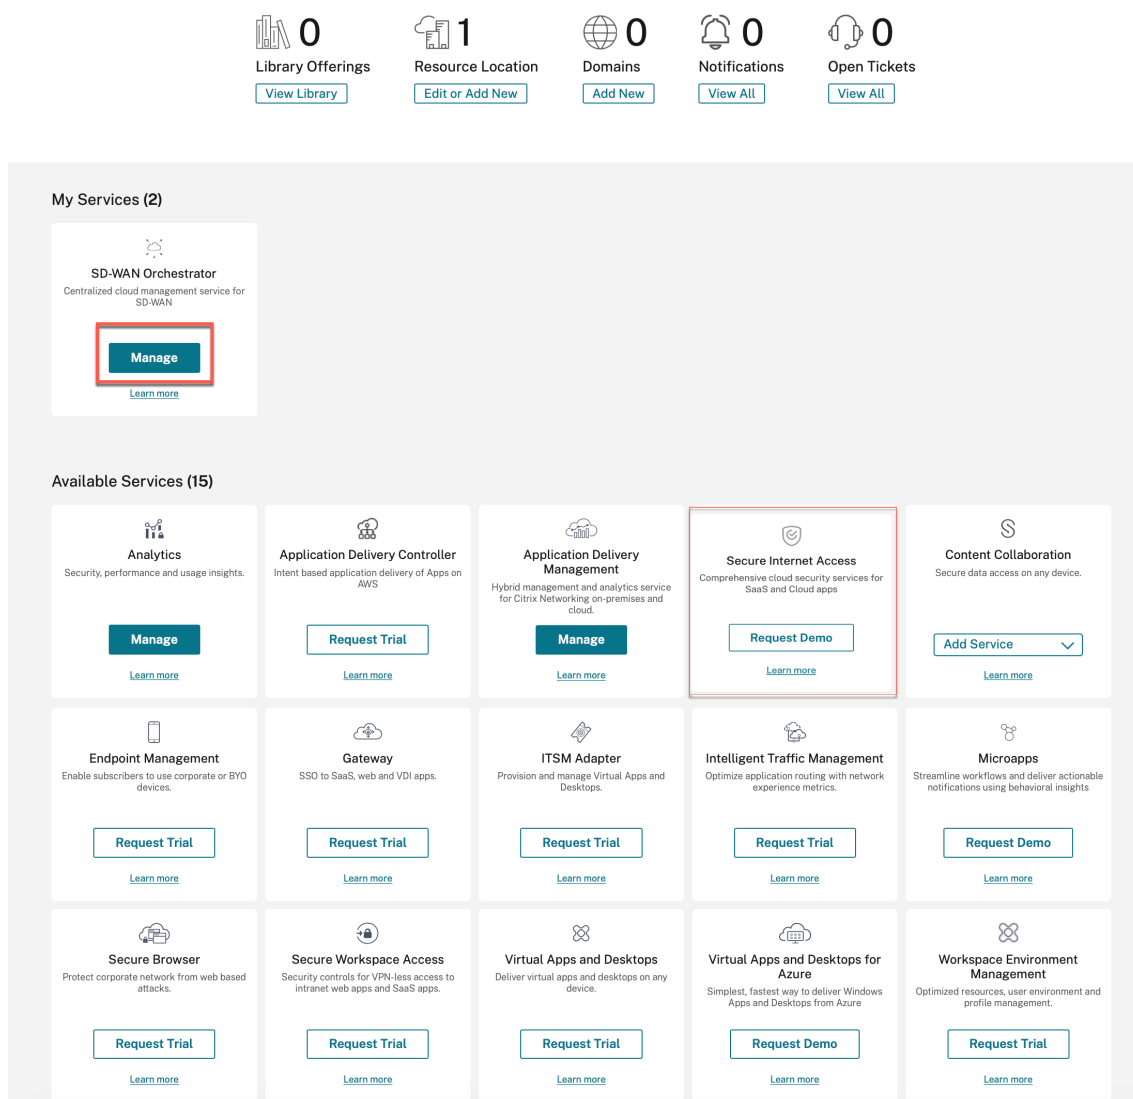 0
Library Offerings
View Library
1
Resource Location
Edit or Add New
0
Domains
Add New
0
Notifications
View All
0
Open Tickets
View All
My Services (2)
SD-WAN Orchestrator
Centralized cloud management service for
SD-WAN
Manage
Learn more
Available Services (15)
Analytics
Security, performance and usage insights.
Manage
Learn more
Application Delivery Controller
Intent based application delivery of Apps on
AWS
Request Trial
Learn more
Application Delivery
Management
Hybrid management and analytics service
for Citrix Networking on-premises and
cloud.
Manage
Learn more
Secure Internet Access
Comprehensive cloud security services for
SaaS and Cloud apps
Request Demo
Learn more
Content Collaboration
Secure data access on any device.
Add Service
Learn more
Endpoint Management
Enable subscribers to use corporate or BYO
devices.
Request Trial
Learn more
Gateway
SSO to SaaS, web and VDI apps.
Request Trial
Learn more
ITSM Adapter
Provision and manage Virtual Apps and
Desktops.
Request Trial
Learn more
Intelligent Traffic Management
Optimize application routing with network
experience metrics.
Request Trial
Learn more
Microapps
Streamline workflows and deliver actionable
notifications using behavioral insights
Request Demo
Learn more
Secure Browser
Protect corporate network from web based
attacks.
Request Trial
Learn more
Secure Workspace Access
Security controls for VPN-less access to
intranet web apps and SaaS apps.
Request Trial
Learn more
Virtual Apps and Desktops
Deliver virtual apps and desktops on any
device.
Request Trial
Learn more
Virtual Apps and Desktops for
Azure
Simplest, fastest way to deliver Windows
Apps and Desktops from Azure
Request Demo
Learn more
Workspace Environment
Management
Optimized resources, user environment and
profile management.
Request Trial
Learn more